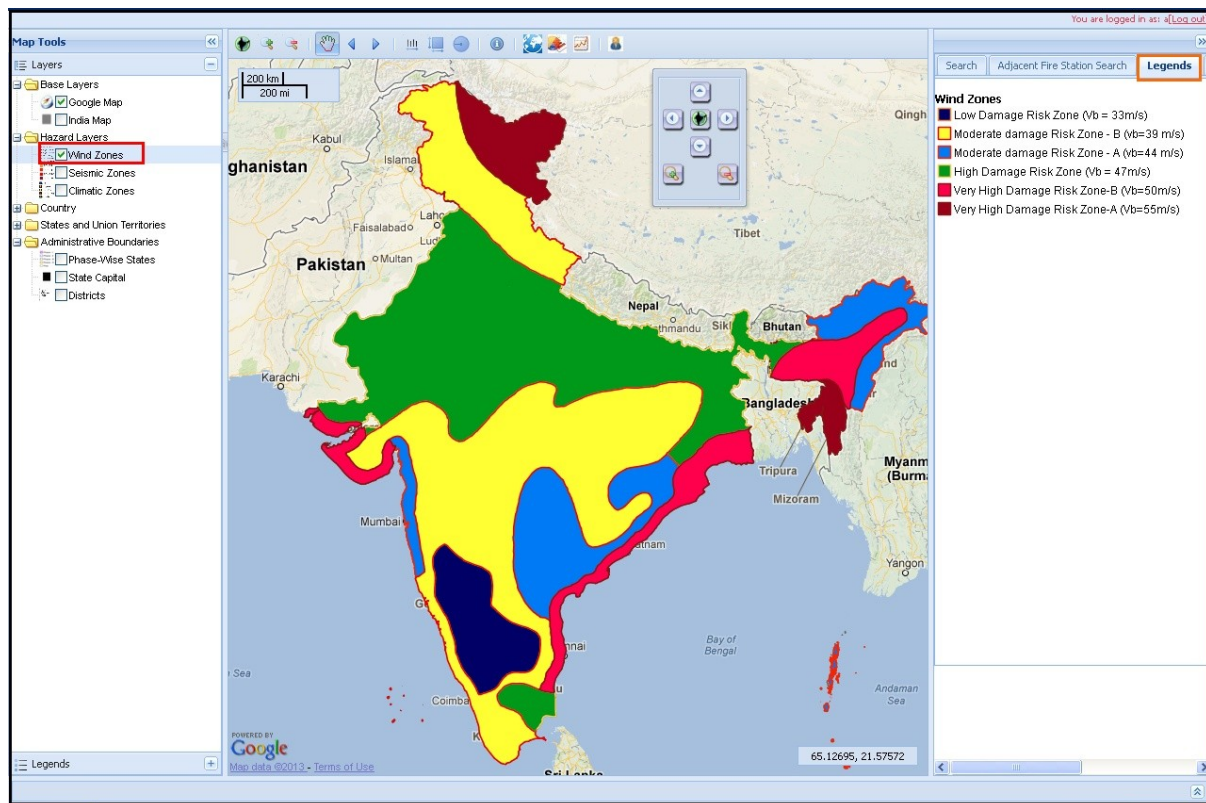 You are logged in as: a[Log out
Map Tools
Layers
Base Layers
Google Map
India Map
Hazard Layers
Wind Zones
Seismic Zones
Climatic Zones
Country
States and Union Territories
Administrative Boundaries
Phase-Wise States
State Capital
Districts
Legends
200 km
200 mi
Kabul
ghanistan
Islamal
Qingh
Faisalabad
Laho
Lud
Multan
Pakistan
Tibet
Nepal
thmandu
Sikl
Bhutan
nd
ar
Karachi
Bangladesh
Tripura
Mizoram
Myanm
(Burm
Mumbai
atnam
Yangon
G
nnai
Bay of
Bengal
Sea
Coimba
u
Andaman
Sea
K
POWERED BY
Google
Map data ©2013 - Terms of Use
Sri Lanka
65.12695, 21.57572
Search
Adjacent Fire Station Search
Legends
Wind Zones
Low Damage Risk Zone (Vb = 33m/s)
Moderate damage Risk Zone - B (vb=39 m/s)
Moderate damage Risk Zone - A (vb=44 m/s)
High Damage Risk Zone (Vb = 47m/s)
Very High Damage Risk Zone-B (Vb=50m/s)
Very High Damage Risk Zone-A (Vb=55m/s)